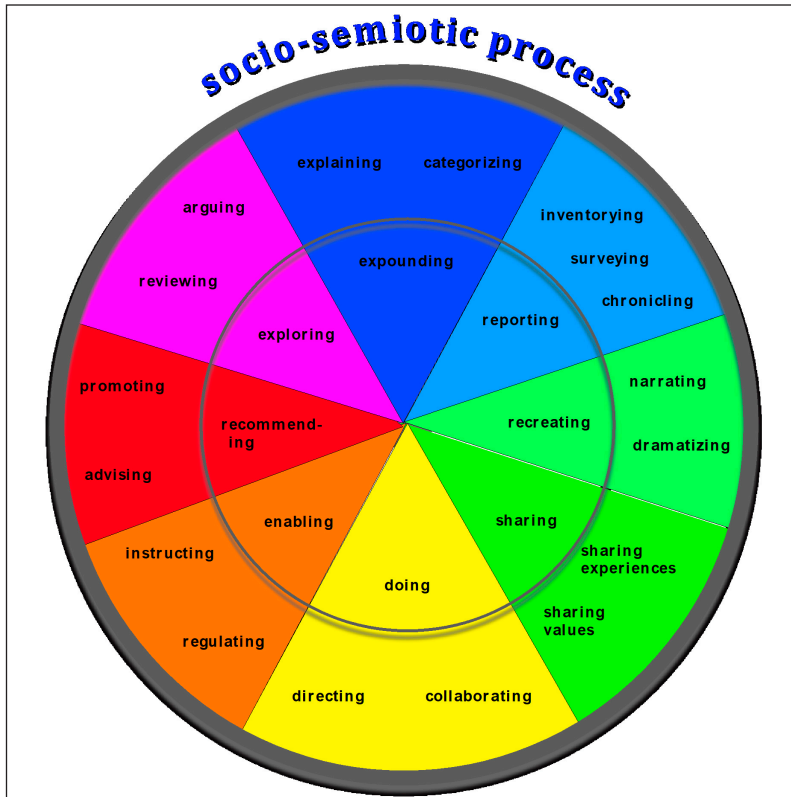 socio-semiotic process
explaining
categorizing
expounding
inventorying
surveying
chronicling
reporting
narrating
dramatizing
recreating
sharing
sharing
experiences
sharing
values
doing
directing
collaborating
enabling
instructing
regulating
recommend-
ing
promoting
advising
exploring
arguing
reviewing